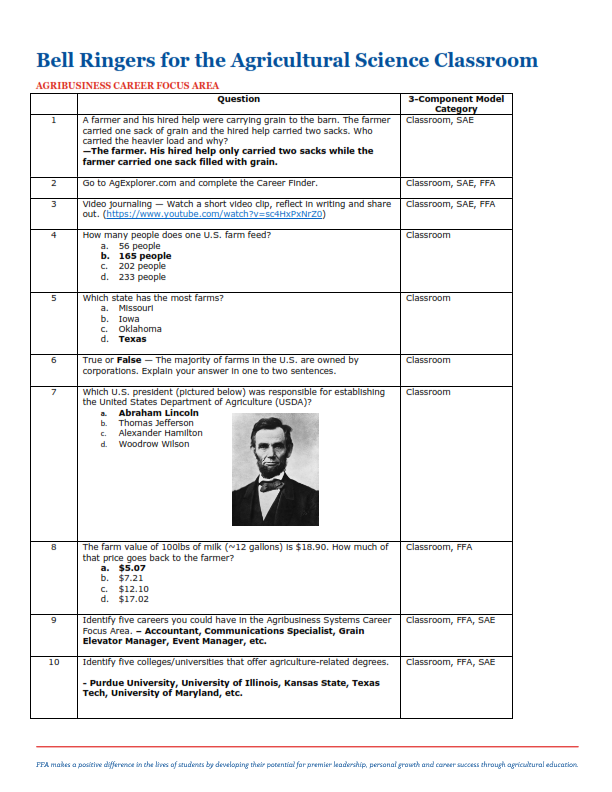 Bell Ringers for the Agricultural Science Classroom
AGRIBUSINESS CAREER FOCUS AREA
Question
3–Component Model
Category
1
A farmer and his hired help were carrying grain to the barn. The farmer
carried one sack of grain and the hired help carried two sacks. Who
carried the heavier load and why?
—The farmer. His hired help only carried two sacks while the
farmer carried one sack filled with grain.
Classroom, SAE
2
Go to AgExplorer.com and complete the Career Finder.
Classroom, SAE, FFA
3
Video journaling — Watch a short video clip, reflect in writing and share
out. (https://www.youtube.com/watch?v=sc4HxPxNrZ0)
Classroom, SAE, FFA
4
How many people does one U.S. farm feed?
a. 56 people
b. 165 people
c. 202 people
d. 233 people
Classroom
5
Which state has the most farms?
a. Missouri
b. Iowa
c. Oklahoma
d. Texas
Classroom
6
True or False — The majority of farms in the U.S. are owned by
corporations. Explain your answer in one to two sentences.
Classroom
7
Which U.S. president (pictured below) was responsible for establishing
the United States Department of Agriculture (USDA)?
a. Abraham Lincoln
b. Thomas Jefferson
c. Alexander Hamilton
d. Woodrow Wilson
Classroom
8
The farm value of 100lbs of milk (~12 gallons) is $18.90. How much of
that price goes back to the farmer?
a. $5.07
b. $7.21
c. $12.10
d. $17.02
Classroom, FFA
9
Identify five careers you could have in the Agribusiness Systems Career
Focus Area. – Accountant, Communications Specialist, Grain
Elevator Manager, Event Manager, etc.
Classroom, FFA, SAE
10
Identify five colleges/universities that offer agriculture-related degrees.
– Purdue University, University of Illinois, Kansas State, Texas
Tech, University of Maryland, etc.
Classroom, FFA, SAE
FFA makes a positive difference in the lives of students by developing their potential for premier leadership, personal growth and career success through agricultural education.